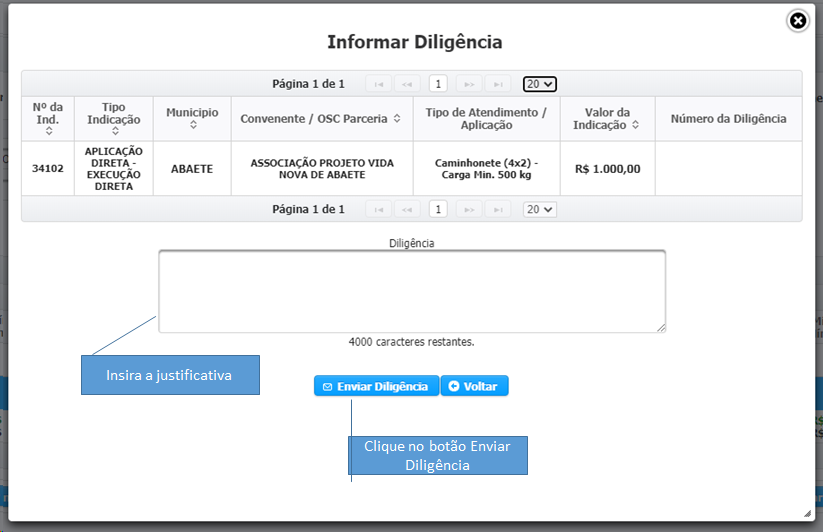 Informar Diligência
Página 1 de 1 1 20
Nº da Ind. Tipo Indicação Municipio Convenente / OSC Parceria Tipo de Atendimento / Aplicação Valor da Indicação Número da Diligência
34102 APLICAÇÃO DIRETA - EXECUÇÃO DIRETA ABAETE ASSOCIAÇÃO PROJETO VIDA NOVA DE ABAETE Caminhonete (4x2) - Carga Min. 500 kg R$ 1.000,00
Página 1 de 1 1 20
Diligência
4000 caracteres restantes.
Insira a justificativa
Enviar Diligência Voltar
Clique no botão Enviar
Diligência